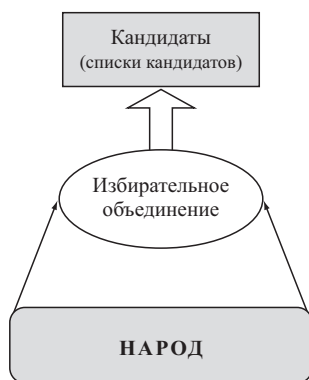 Кандидаты
(списки кандидатов)
Избирательное
объединение
НАРОД